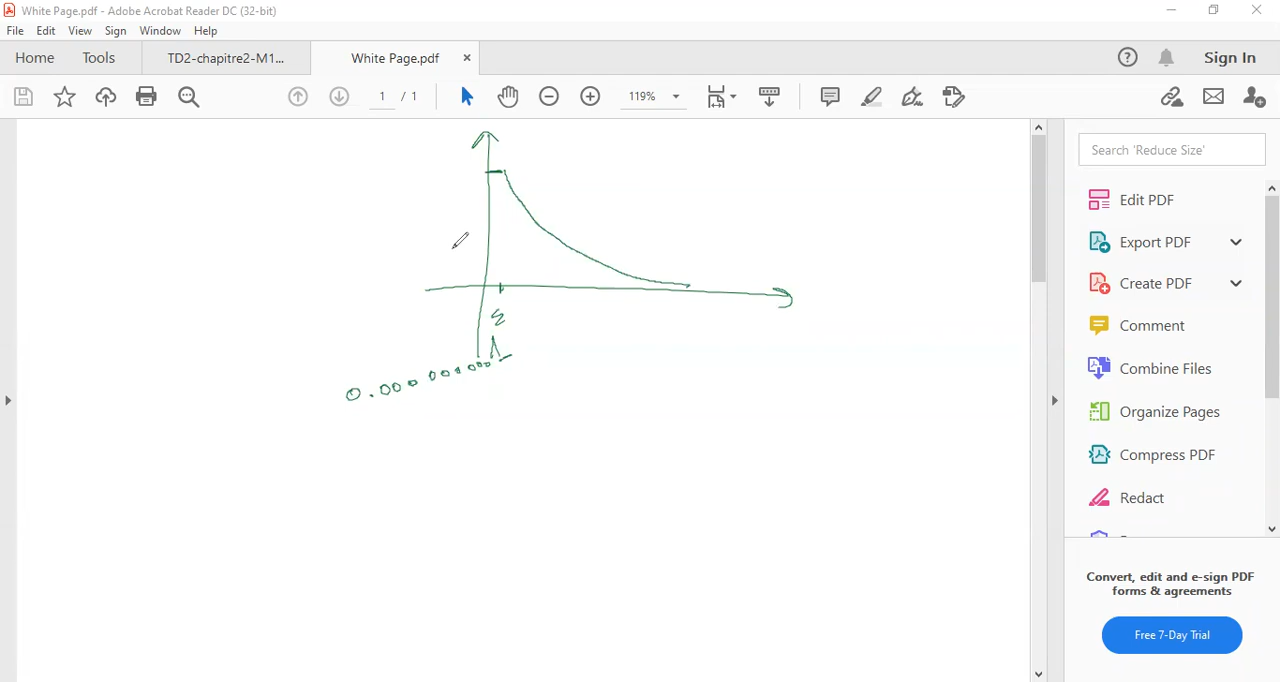 White Page.pdf - Adobe Acrobat Reader DC (32-bit)
File Edit View Sign Window Help
Home Tools TD2-chapitre2-M1... White Page.pdf × Sign In
1 / 1 119%
Search 'Reduce Size'
Edit PDF
Export PDF
Create PDF
Comment
Combine Files
Organize Pages
Compress PDF
Redact
ε
Convert, edit and e-sign PDF
forms & agreements
Free 7-Day Trial